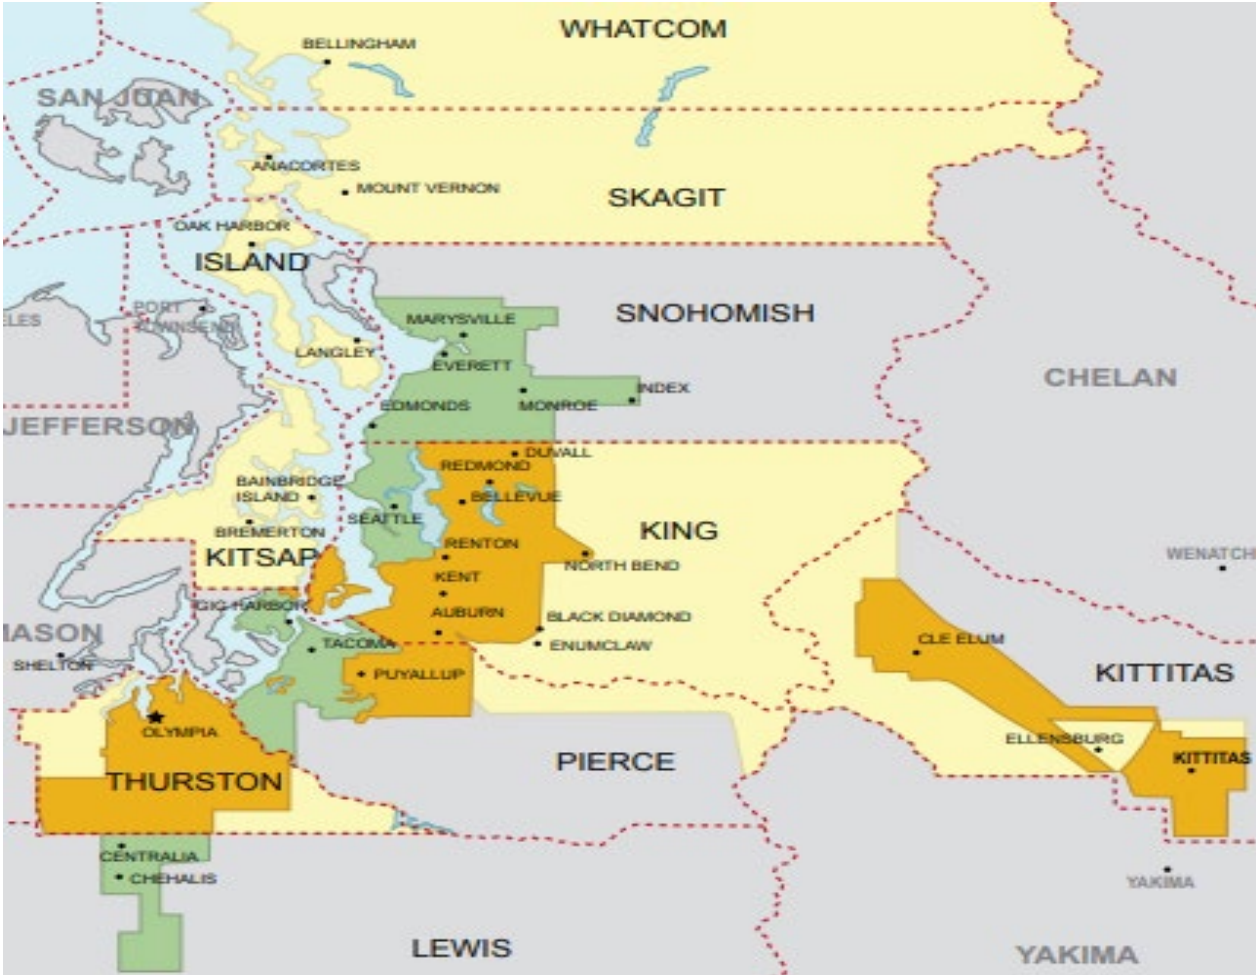 WHATCOM
BELLINGHAM
SAN JUAN
ANACORTES
MOUNT VERNON
SKAGIT
OAK HARBOR
ISLAND
PORT
TOWNSEND
SNOHOMISH
ELES
MARYSVILLE
LANGLEY
EVERETT
CHELAN
INDEX
EDMONDS
MONROE
JEFFERSON
DUVALL
REDMOND
BAINBRIDGE
ISLAND
BELLEVUE
SEATTLE
BREMERTON
KING
RENTON
KITSAP
NORTH BEND
WENATCH
KENT
GIG HARBOR
AUBURN
BLACK DIAMOND
MASON
CLE ELUM
TACOMA
ENUMCLAW
SHELTON
PUYALLUP
KITTITAS
OLYMPIA
ELLENSBURG
PIERCE
KITTITAS
THURSTON
CENTRALIA
CHEHALIS
YAKIMA
LEWIS
YAKIMA